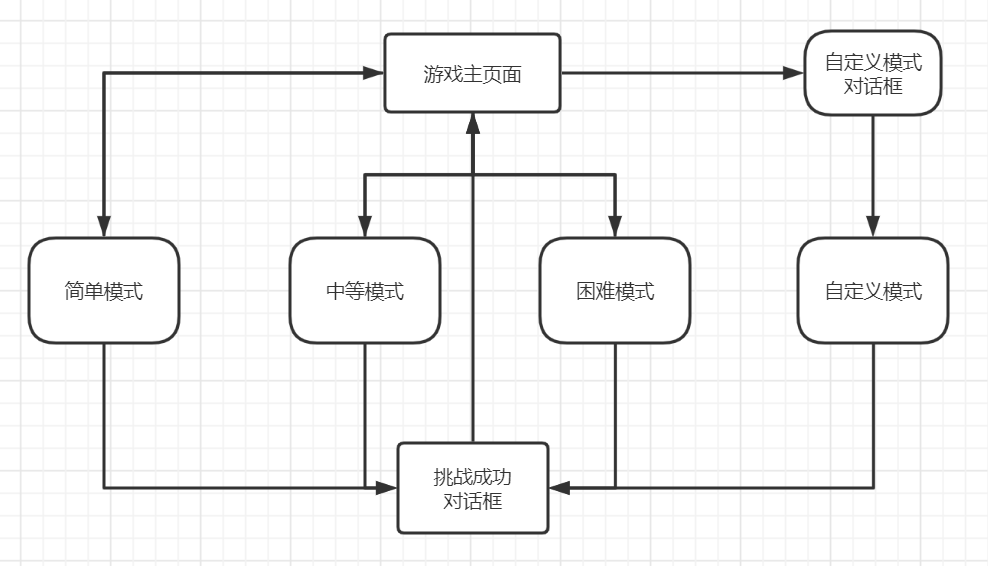 游戏主页面
自定义模式
对话框
简单模式
中等模式
困难模式
自定义模式
挑战成功
对话框